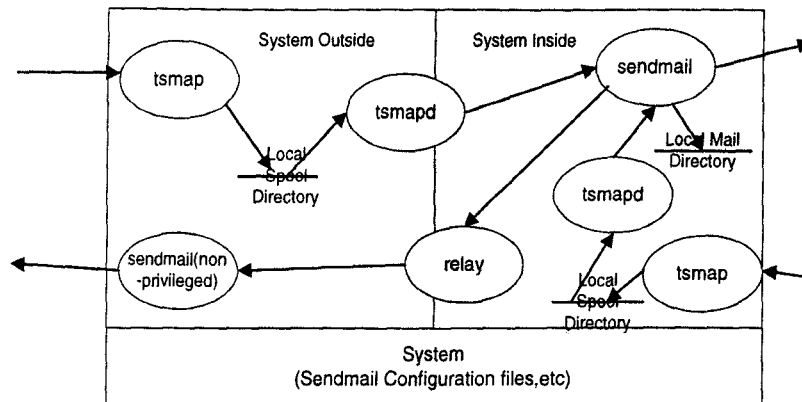 System Outside
System Inside
tsmap
tsmapd
sendmail
Local
Spool
Directory
Local Mail
Directory
tsmapd
sendmail(non
-privileged)
relay
Local
Spool
Directory
tsmap
System
(Sendmail Configuration files,etc)